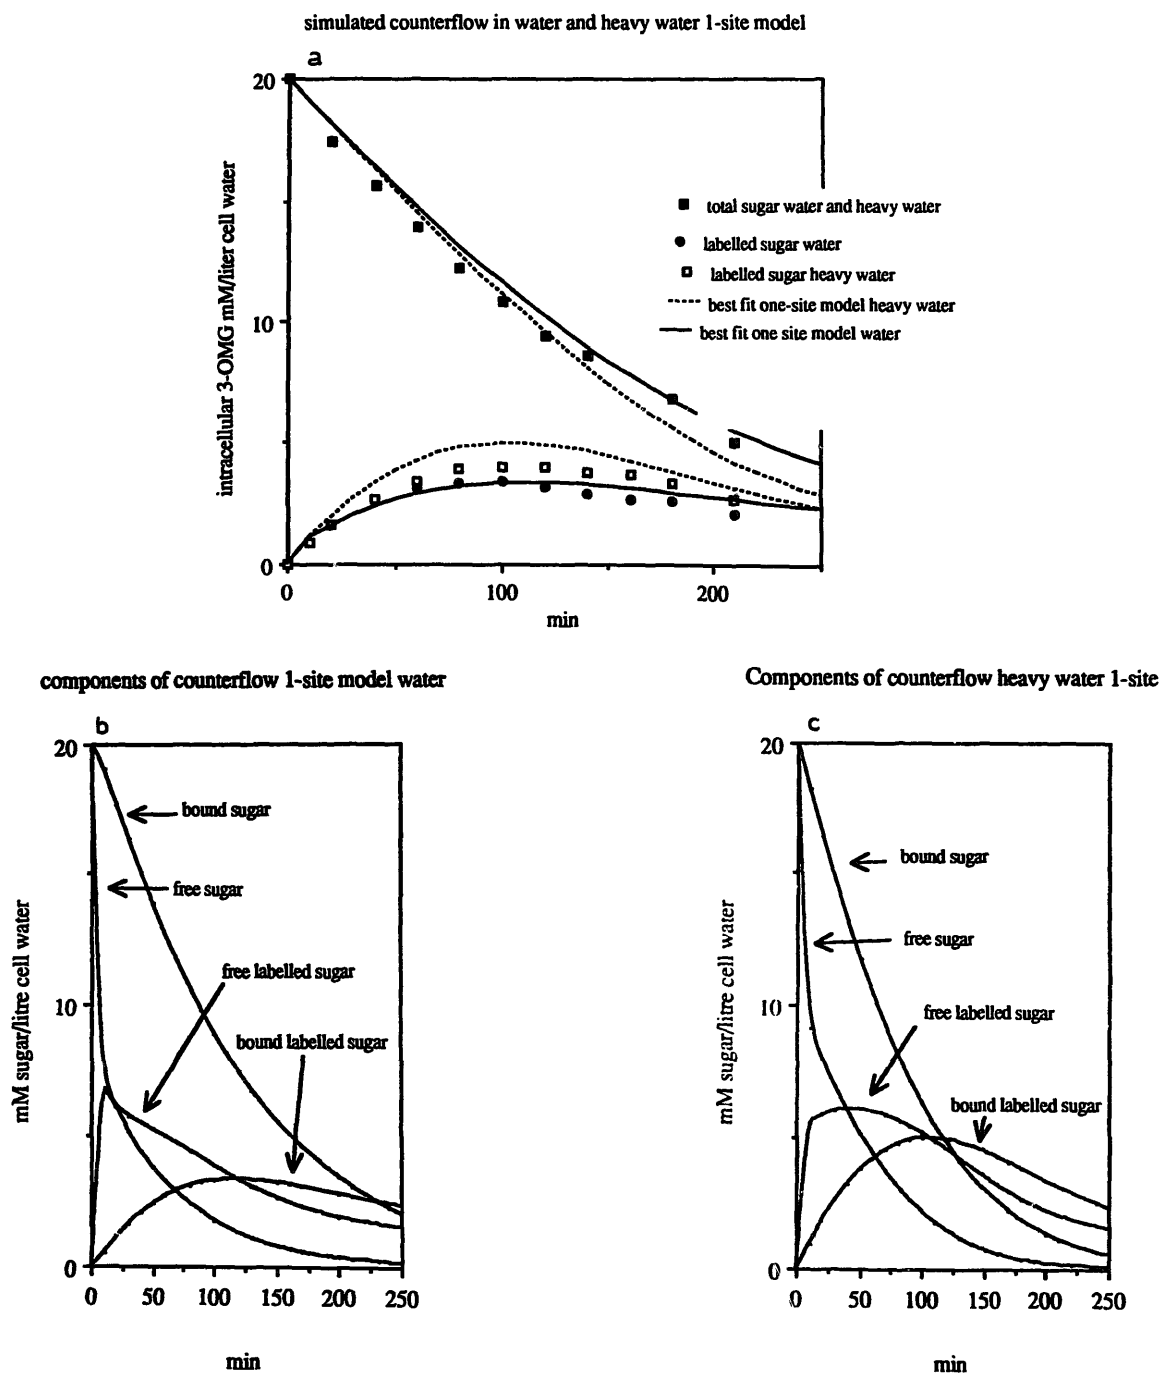 simulated counterflow in water and heavy water 1-site model
a
20
10
0
intracellular 3-OMG mM/liter cell water
total sugar water and heavy water
labelled sugar water
labelled sugar heavy water
best fit one-site model heavy water
best fit one site model water
0 100 200
min
components of counterflow 1-site model water
b
20
10
0
mM sugar/litre cell water
bound sugar
free sugar
free labelled sugar
bound labelled sugar
0 50 100 150 200 250
min
Components of counterflow heavy water 1-site
c
20
10
0
mM sugar/litre cell water
bound sugar
free sugar
free labelled sugar
bound labelled sugar
0 50 100 150 200 250
min